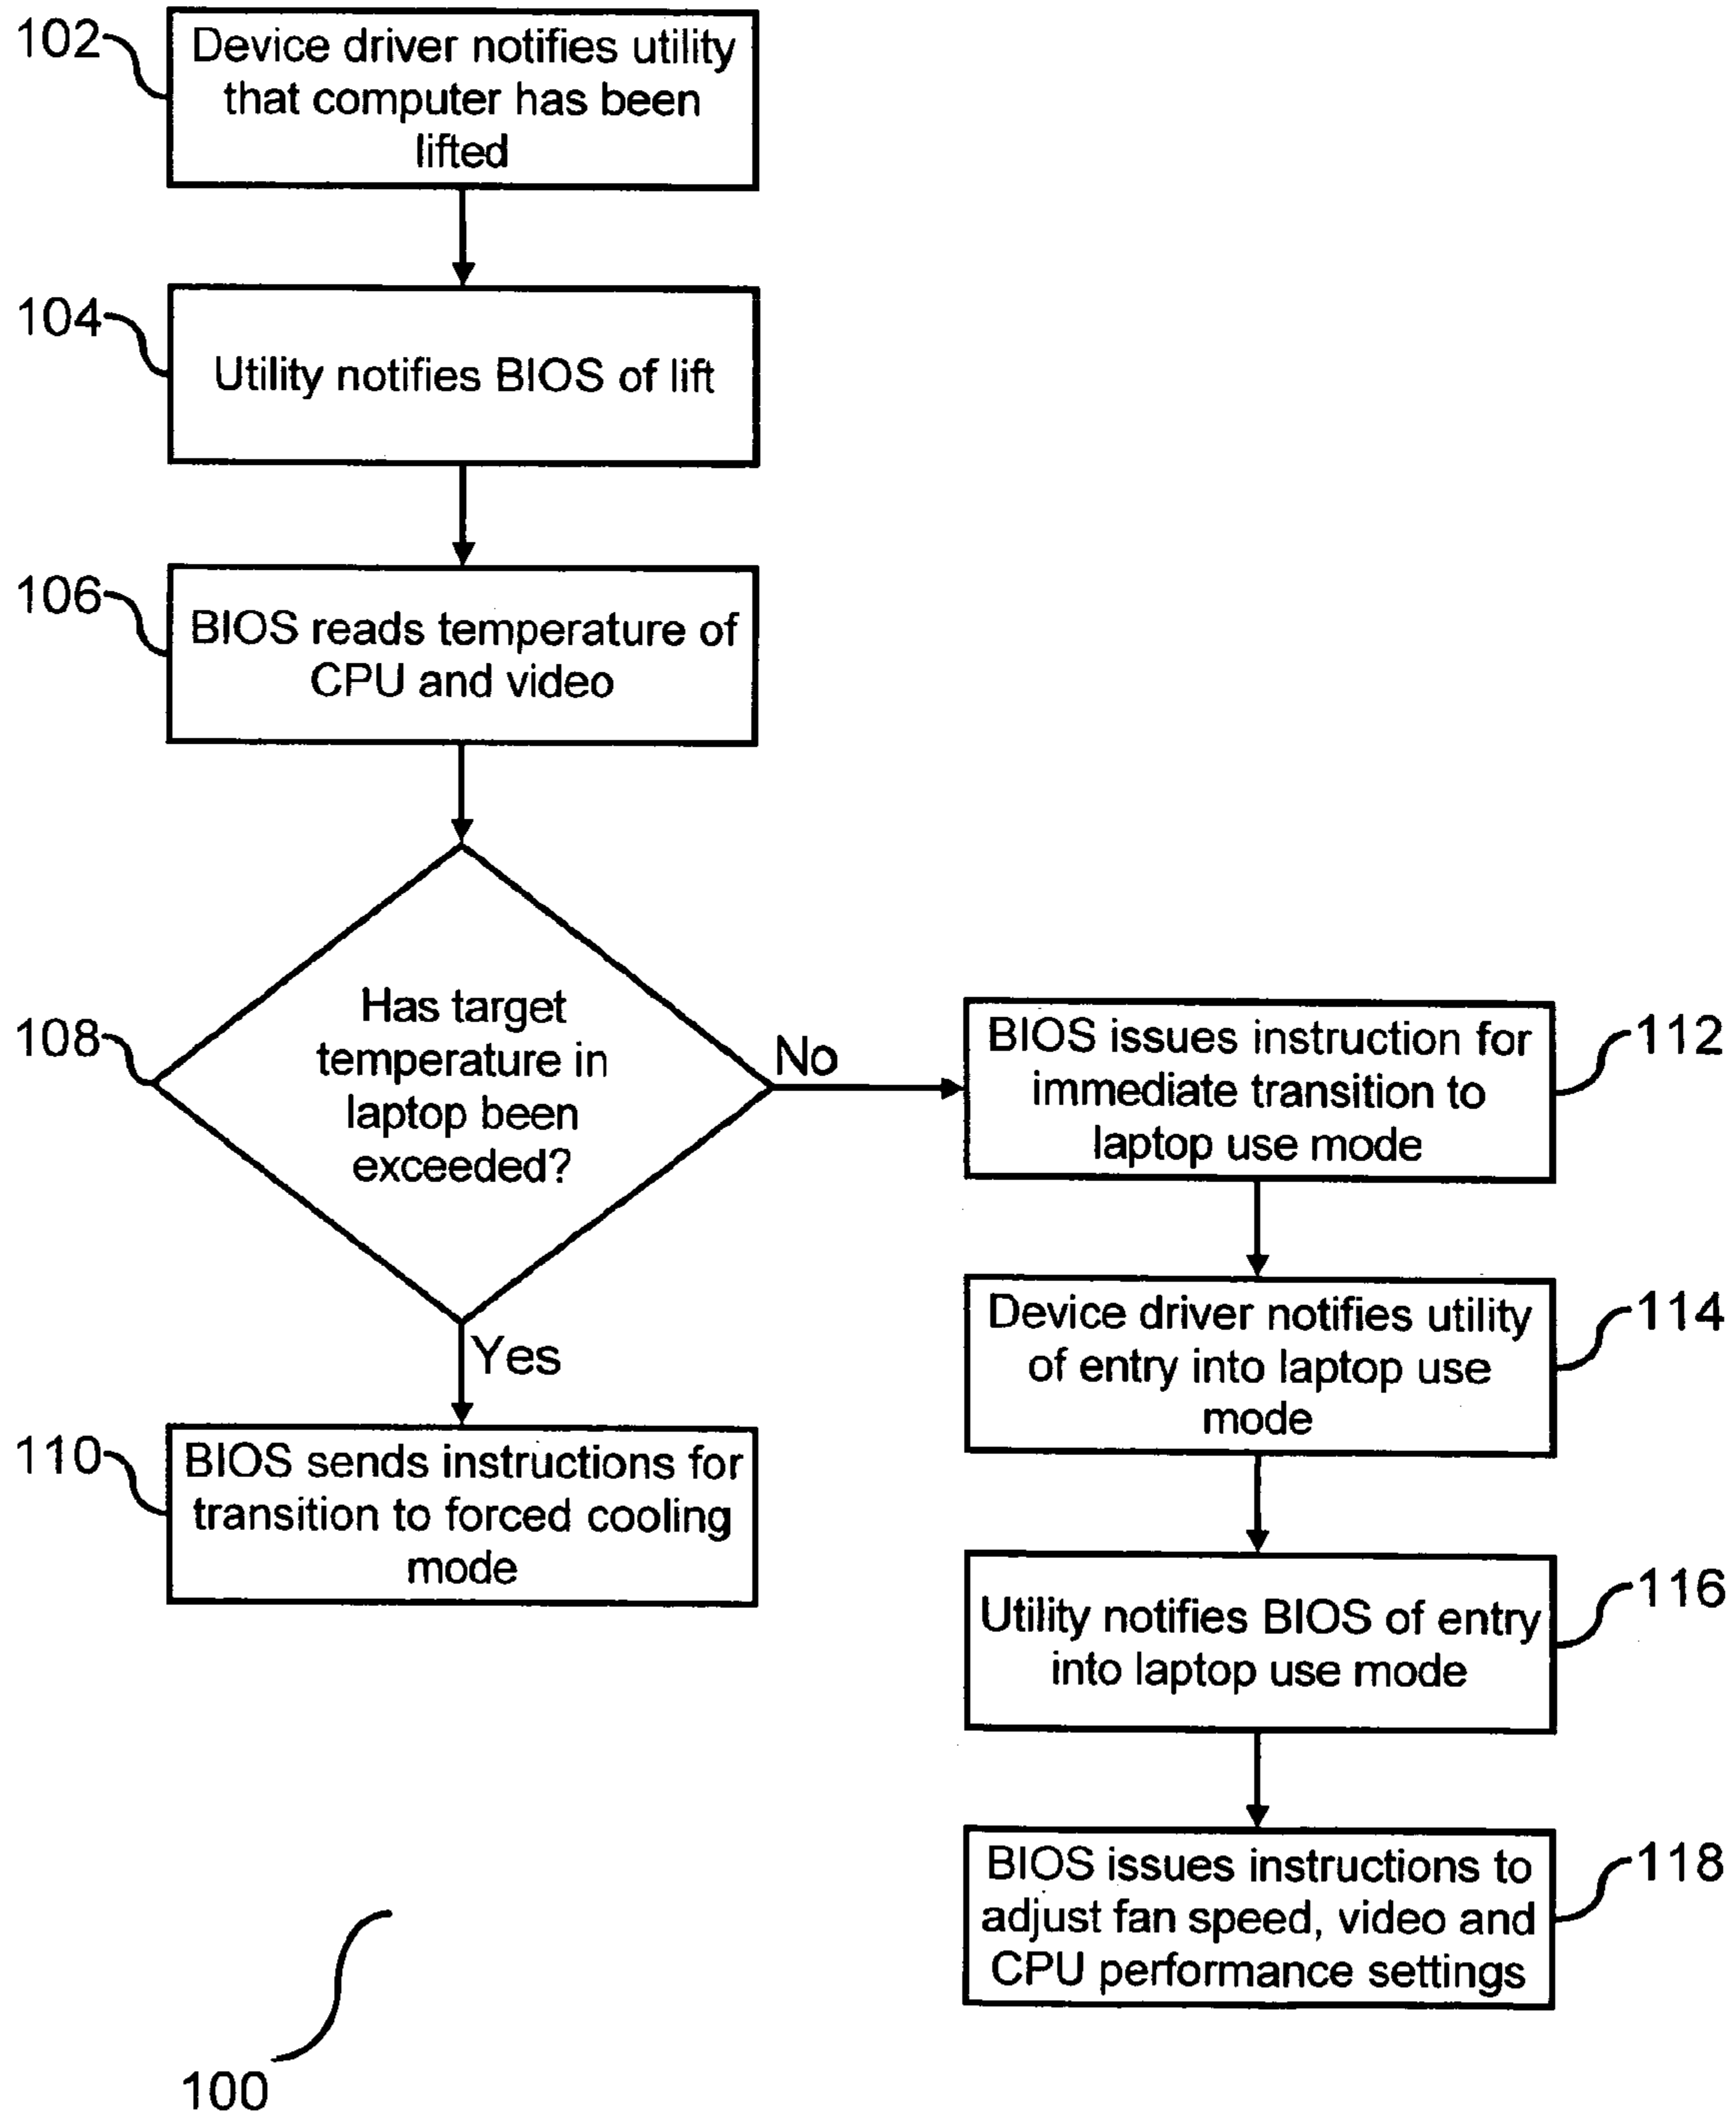 102
Device driver notifies utility
that computer has been
lifted
104
Utility notifies BIOS of lift
106
BIOS reads temperature of
CPU and video
108
Has target
temperature in
laptop been
exceeded?
No
Yes
110
BIOS sends instructions for
transition to forced cooling
mode
112
BIOS issues instruction for
immediate transition to
laptop use mode
114
Device driver notifies utility
of entry into laptop use
mode
116
Utility notifies BIOS of entry
into laptop use mode
118
BIOS issues instructions to
adjust fan speed, video and
CPU performance settings
100